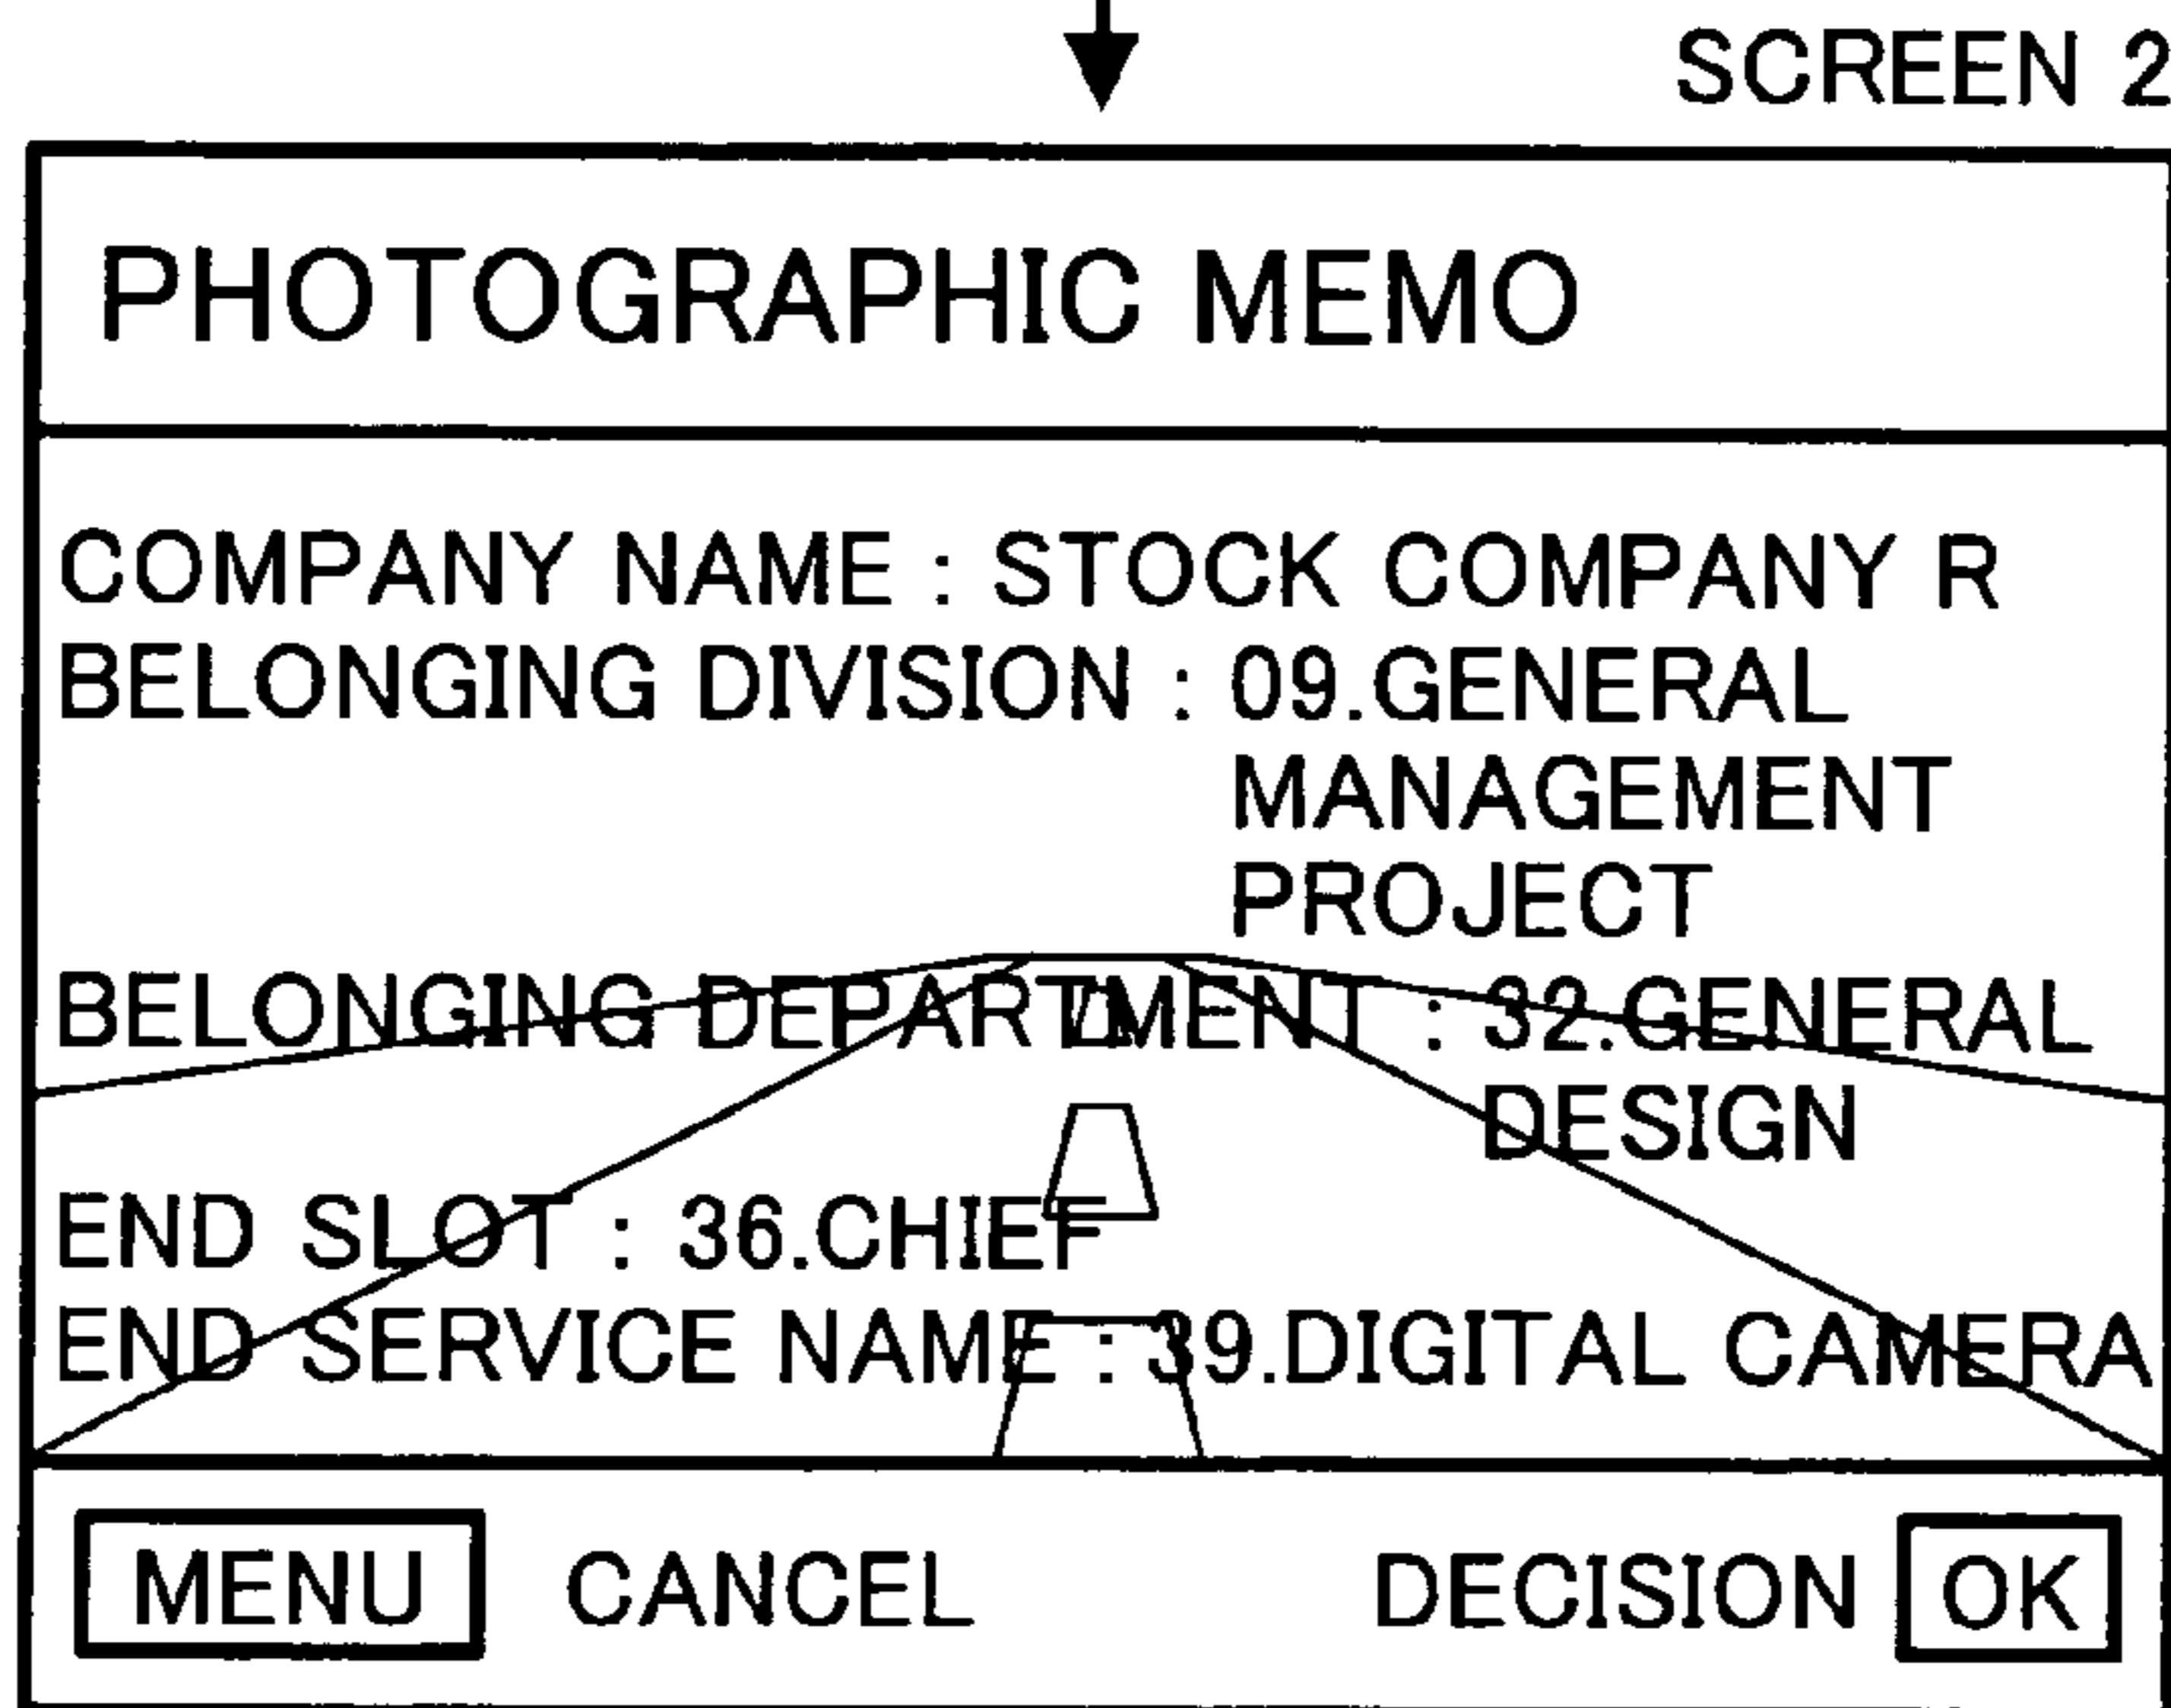 SCREEN 2
PHOTOGRAPHIC MEMO
COMPANY NAME : STOCK COMPANY R
BELONGING DIVISION : 09.GENERAL
MANAGEMENT
PROJECT
BELONGING DEPARTMENT : 32.GENERAL
DESIGN
END SLOT : 36.CHIEF
END SERVICE NAME : 39.DIGITAL CAMERA
MENU CANCEL DECISION OK